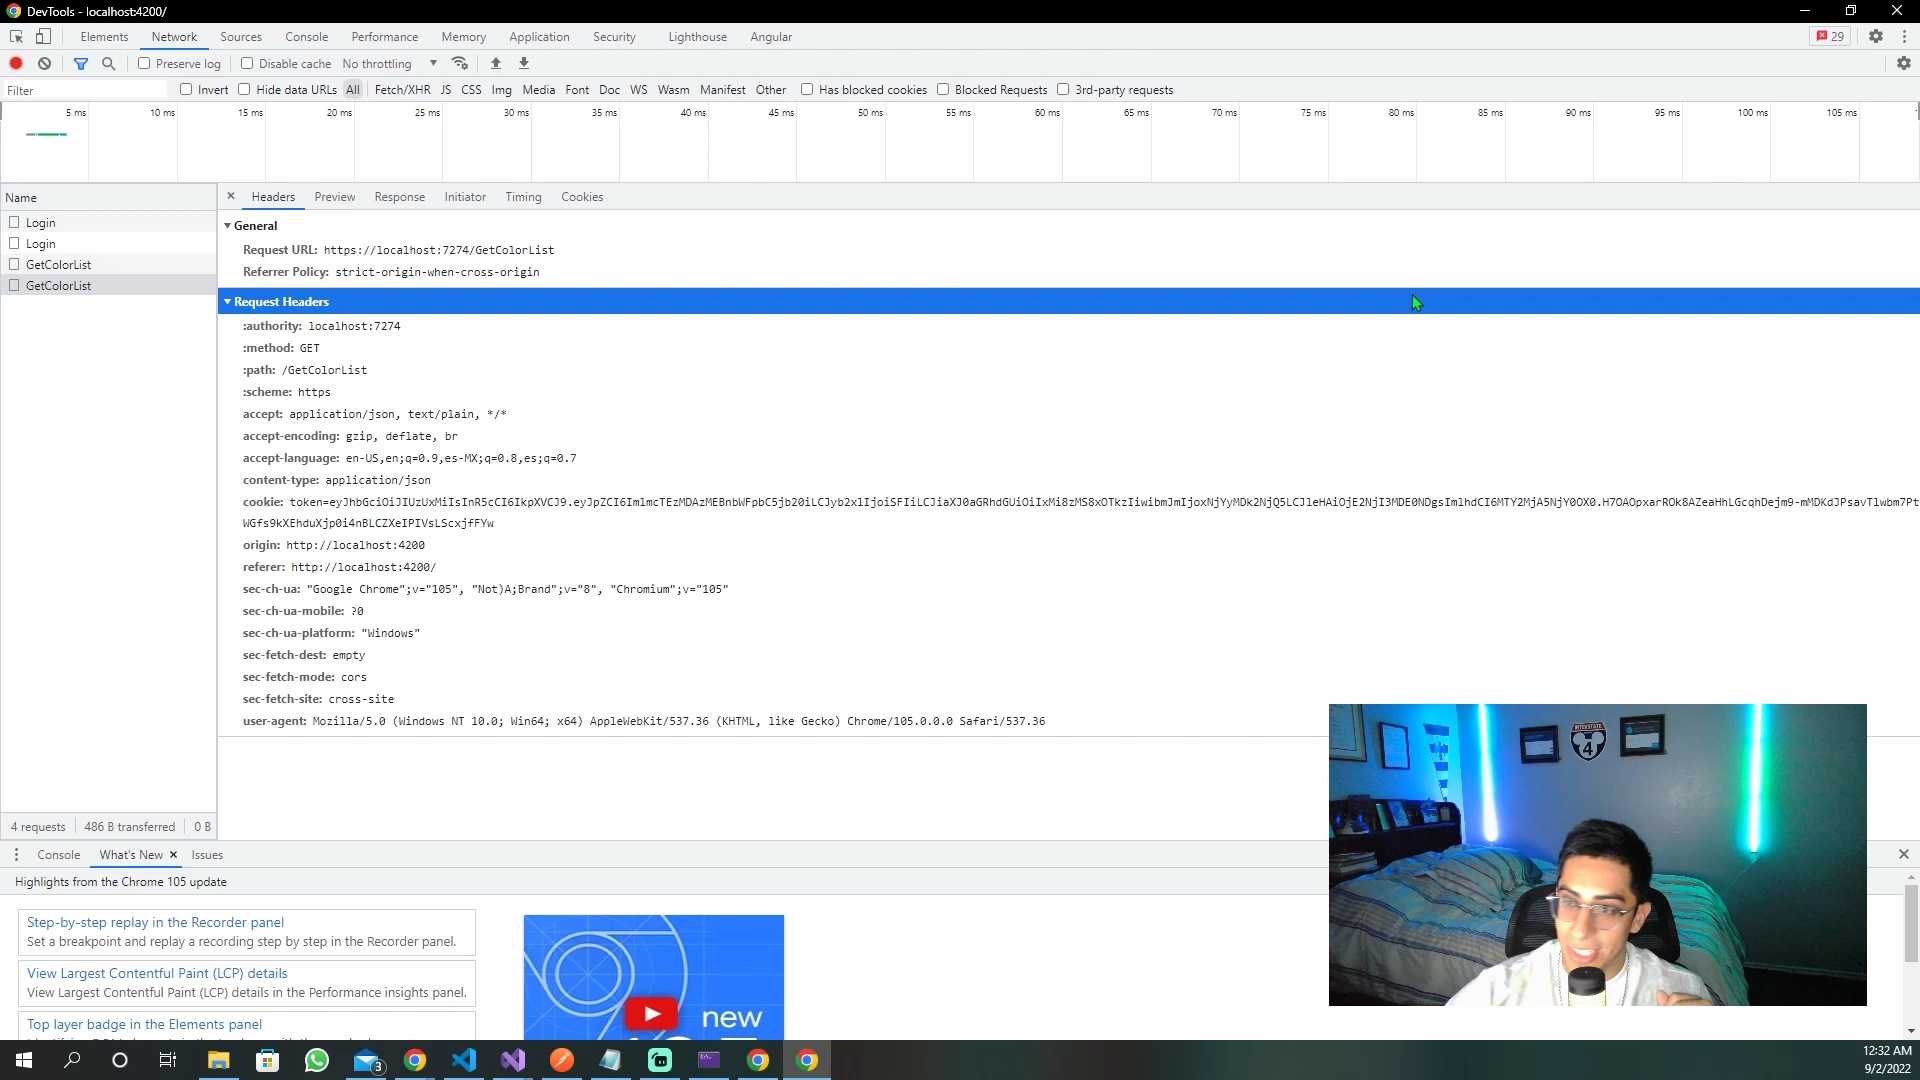 DevTools - localhost:4200/
Elements Network Sources Console Performance Memory Application Security Lighthouse Angular 29
Preserve log Disable cache No throttling
Filter Invert Hide data URLs All Fetch/XHR JS CSS Img Media Font Doc WS Wasm Manifest Other Has blocked cookies Blocked Requests 3rd-party requests
5 ms 10 ms 15 ms 20 ms 25 ms 30 ms 35 ms 40 ms 45 ms 50 ms 55 ms 60 ms 65 ms 70 ms 75 ms 80 ms 85 ms 90 ms 95 ms 100 ms 105 ms
Name
Login
Login
GetColorList
GetColorList
Headers Preview Response Initiator Timing Cookies
General
Request URL: https://localhost:7274/GetColorList
Referrer Policy: strict-origin-when-cross-origin
Request Headers
:authority: localhost:7274
:method: GET
:path: /GetColorList
:scheme: https
accept: application/json, text/plain, */*
accept-encoding: gzip, deflate, br
accept-language: en-US,en;q=0.9,es-MX;q=0.8,es;q=0.7
content-type: application/json
cookie:
origin: http://localhost:4200
referer: http://localhost:4200/
sec-ch-ua: "Google Chrome";v="105", "Not)A;Brand";v="8", "Chromium";v="105"
sec-ch-ua-mobile: ?0
sec-ch-ua-platform: "Windows"
sec-fetch-dest: empty
sec-fetch-mode: cors
sec-fetch-site: cross-site
user-agent: Mozilla/5.0 (Windows NT 10.0; Win64; x64) AppleWebKit/537.36 (KHTML, like Gecko) Chrome/105.0.0.0 Safari/537.36
4 requests 486 B transferred 0 B
Console What's New Issues
Highlights from the Chrome 105 update
Step-by-step replay in the Recorder panel
Set a breakpoint and replay a recording step by step in the Recorder panel.
View Largest Contentful Paint (LCP) details
View Largest Contentful Paint (LCP) details in the Performance insights panel.
Top layer badge in the Elements panel
new
INTERSTATE
4
3
12:32 AM
9/2/2022